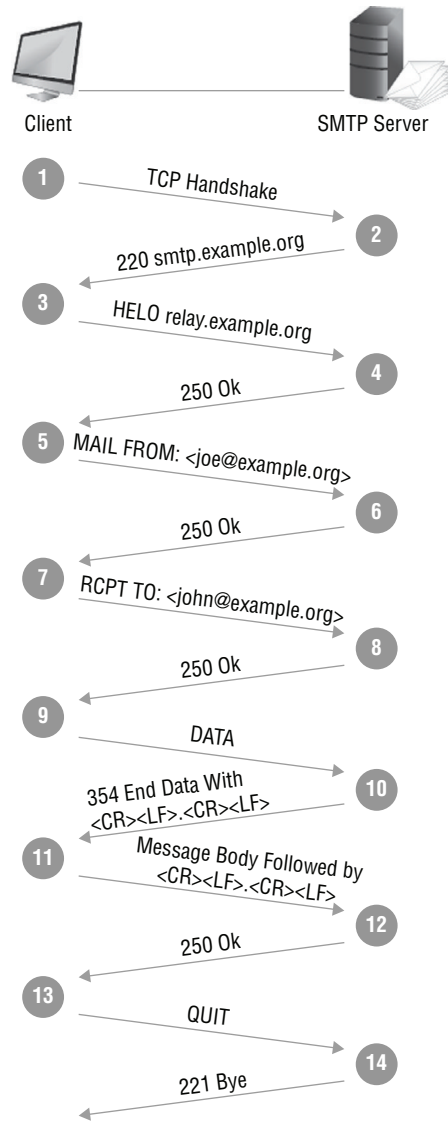 Client
SMTP Server
1
TCP Handshake
2
220 smtp.example.org
3
HELO relay.example.org
4
250 Ok
5
MAIL FROM: <joe@example.org>
6
250 Ok
7
RCPT TO: <john@example.org>
8
250 Ok
9
DATA
10
354 End Data With
<CR><LF>.<CR><LF>
11
Message Body Followed by
<CR><LF>.<CR><LF>
12
250 Ok
13
QUIT
14
221 Bye